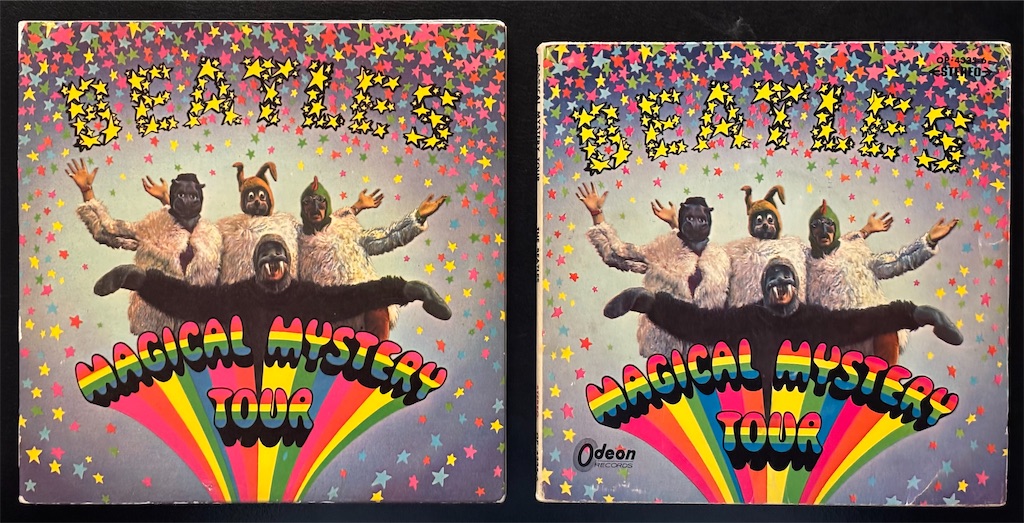 BEATLES
MAGICAL MYSTERY
TOUR
STEREO
BEATLES
MAGICAL MYSTERY
TOUR
Odeon
RECORDS